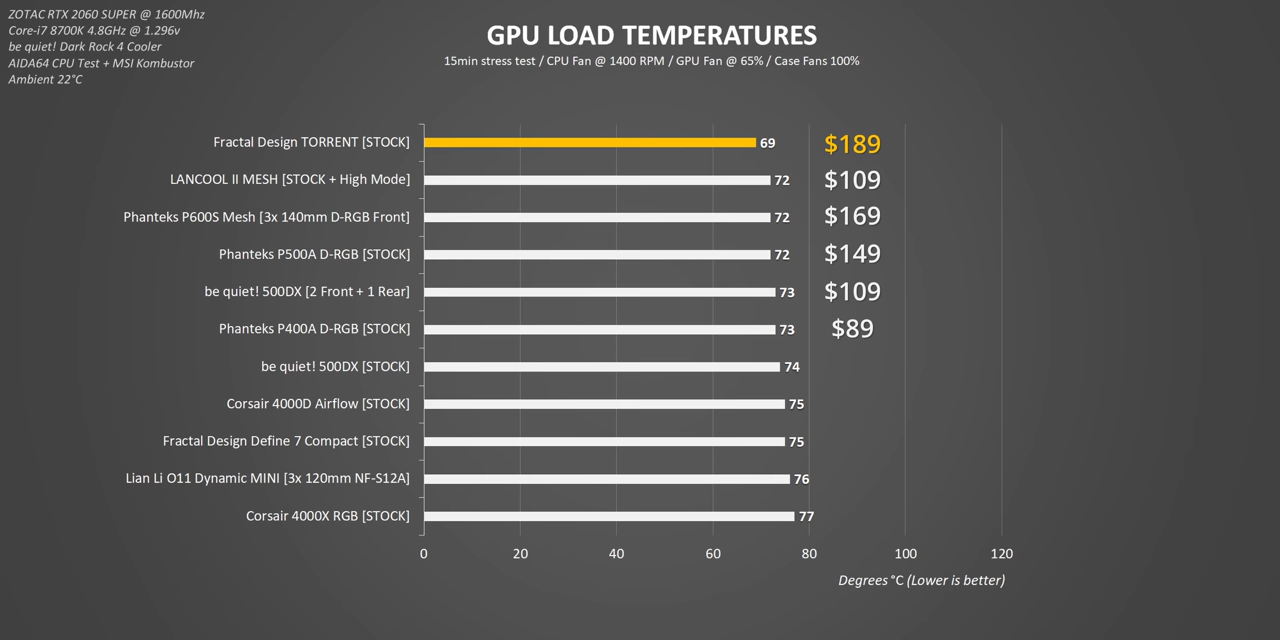 ZOTAC RTX 2060 SUPER @ 1600Mhz
Core-i7 8700K 4.8GHz @ 1.296v
be quiet! Dark Rock 4 Cooler
AIDA64 CPU Test + MSI Kombustor
Ambient 22°C
GPU LOAD TEMPERATURES
15min stress test / CPU Fan @ 1400 RPM / GPU Fan @ 65% / Case Fans 100%
Fractal Design TORRENT [STOCK] 69 $189
LANCOOL II MESH [STOCK + High Mode] 72 $109
Phanteks P600S Mesh [3x 140mm D-RGB Front] 72 $169
Phanteks P500A D-RGB [STOCK] 72 $149
be quiet! 500DX [2 Front + 1 Rear] 73 $109
Phanteks P400A D-RGB [STOCK] 73 $89
be quiet! 500DX [STOCK] 74
Corsair 4000D Airflow [STOCK] 75
Fractal Design Define 7 Compact [STOCK] 75
Lian Li O11 Dynamic MINI [3x 120mm NF-S12A] 76
Corsair 4000X RGB [STOCK] 77
0 20 40 60 80 100 120
Degrees °C (Lower is better)